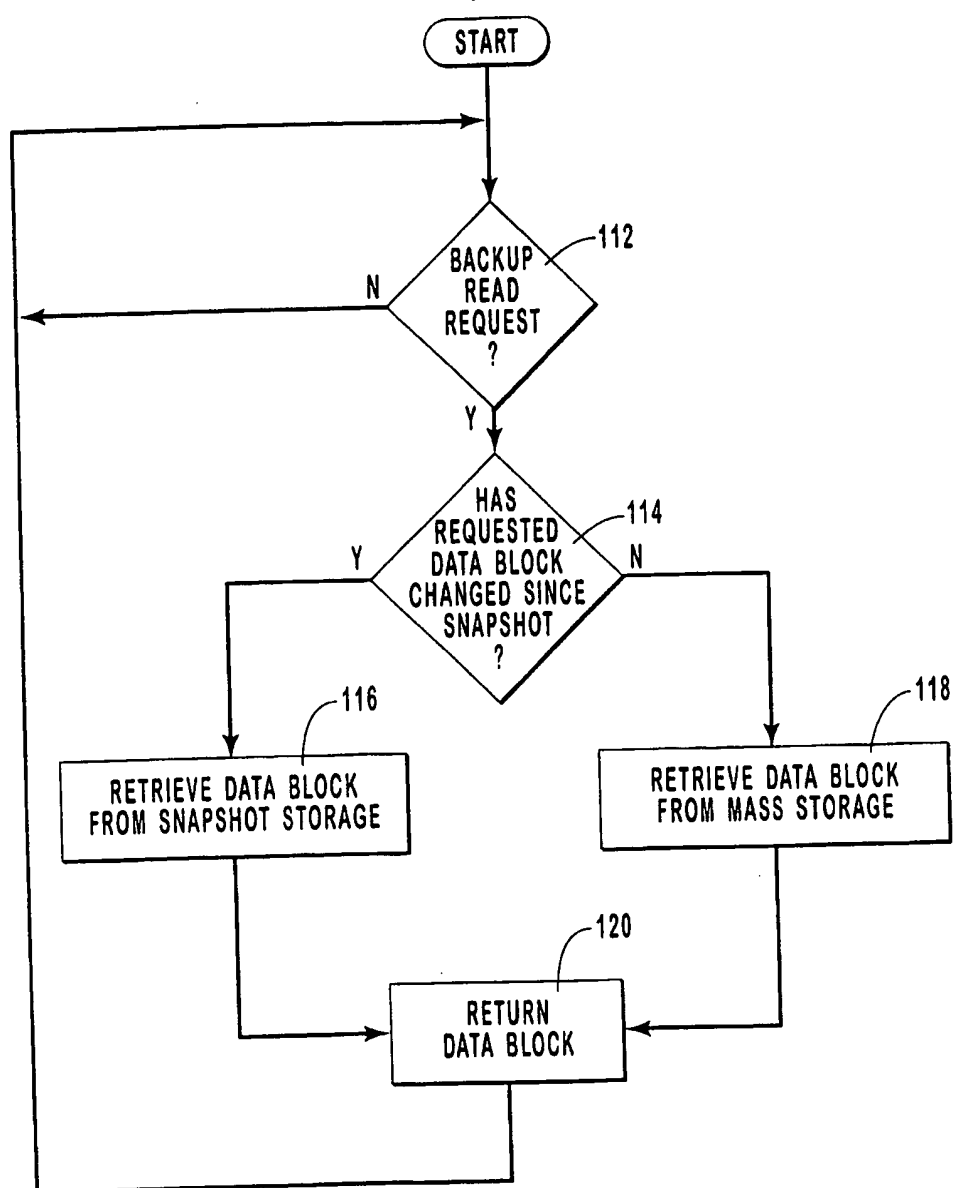 START
112
BACKUP
READ
REQUEST
?
N
Y
114
HAS
REQUESTED
DATA BLOCK
CHANGED SINCE
SNAPSHOT
?
Y
N
116
RETRIEVE DATA BLOCK
FROM SNAPSHOT STORAGE
118
RETRIEVE DATA BLOCK
FROM MASS STORAGE
120
RETURN
DATA BLOCK